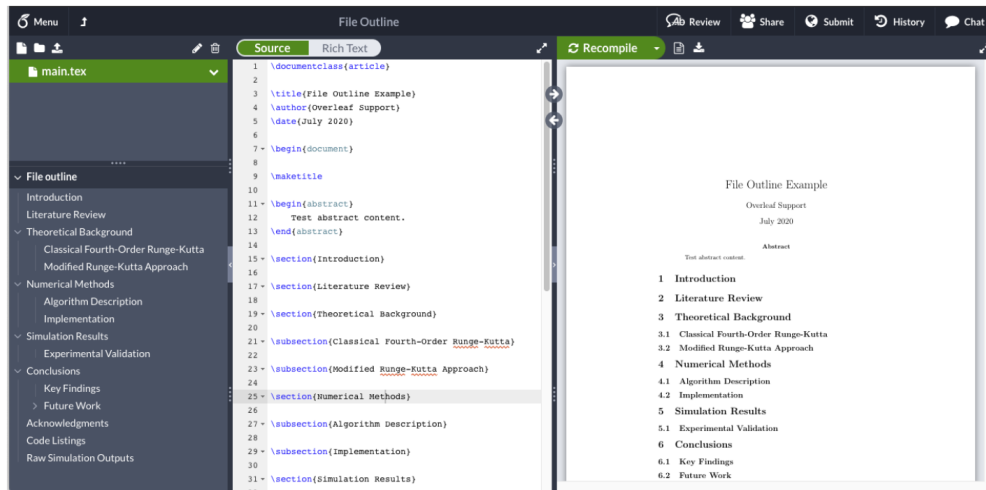 Menu
File Outline
Review
Share
Submit
History
Chat
Source
Rich Text
Recompile
main.tex
File outline
Introduction
Literature Review
Theoretical Background
Classical Fourth-Order Runge-Kutta
Modified Runge-Kutta Approach
Numerical Methods
Algorithm Description
Implementation
Simulation Results
Experimental Validation
Conclusions
Key Findings
Future Work
Acknowledgments
Code Listings
Raw Simulation Outputs
1 \documentclass{article}
2
3 \title{File Outline Example}
4 \author{Overleaf Support}
5 \date{July 2020}
6
7 \begin{document}
8
9 \maketitle
10
11 \begin{abstract}
12 Test abstract content.
13 \end{abstract}
14
15 \section{Introduction}
16
17 \section{Literature Review}
18
19 \section{Theoretical Background}
20
21 \subsection{Classical Fourth-Order Runge-Kutta}
22
23 \subsection{Modified Runge-Kutta Approach}
24
25 \section{Numerical Methods}
26
27 \subsection{Algorithm Description}
28
29 \subsection{Implementation}
30
31 \section{Simulation Results}
File Outline Example
Overleaf Support
July 2020
Abstract
Test abstract content.
1 Introduction
2 Literature Review
3 Theoretical Background
3.1 Classical Fourth-Order Runge-Kutta
3.2 Modified Runge-Kutta Approach
4 Numerical Methods
4.1 Algorithm Description
4.2 Implementation
5 Simulation Results
5.1 Experimental Validation
6 Conclusions
6.1 Key Findings
6.2 Future Work